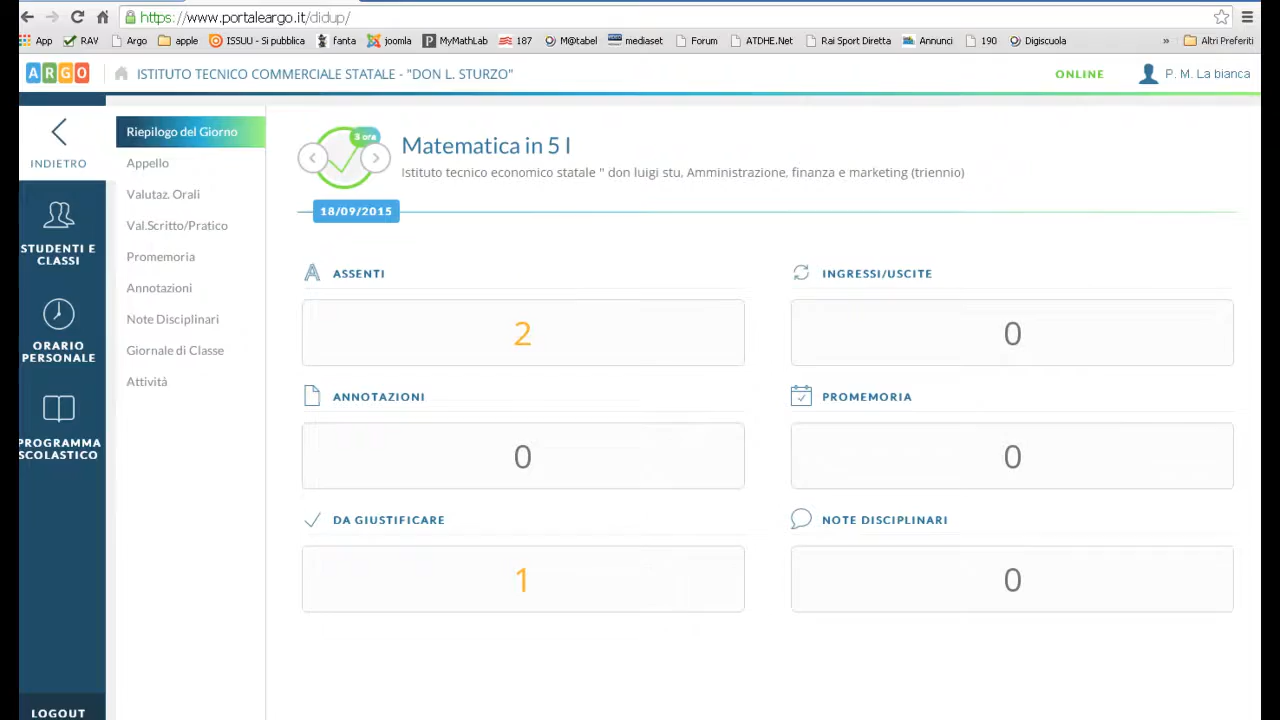 https://www.portaleargo.it/didup/
App RAV Argo apple ISSUU - Si pubblica fanta joomla MyMathLab 187 M@tabel mediaset Forum ATDHE.Net Rai Sport Diretta Annunci 190 Digiscuola » Altri Preferiti
ARGO ISTITUTO TECNICO COMMERCIALE STATALE - "DON L. STURZO" ONLINE P. M. La bianca
INDIETRO
STUDENTI E
CLASSI
ORARIO
PERSONALE
PROGRAMMA
SCOLASTICO
LOGOUT
Riepilogo del Giorno
Appello
Valutaz. Orali
Val.Scritto/Pratico
Promemoria
Annotazioni
Note Disciplinari
Giornale di Classe
Attività
3 ora
Matematica in 5 I
Istituto tecnico economico statale " don luigi stu, Amministrazione, finanza e marketing (triennio)
18/09/2015
ASSENTI
2
INGRESSI/USCITE
0
ANNOTAZIONI
0
PROMEMORIA
0
DA GIUSTIFICARE
1
NOTE DISCIPLINARI
0